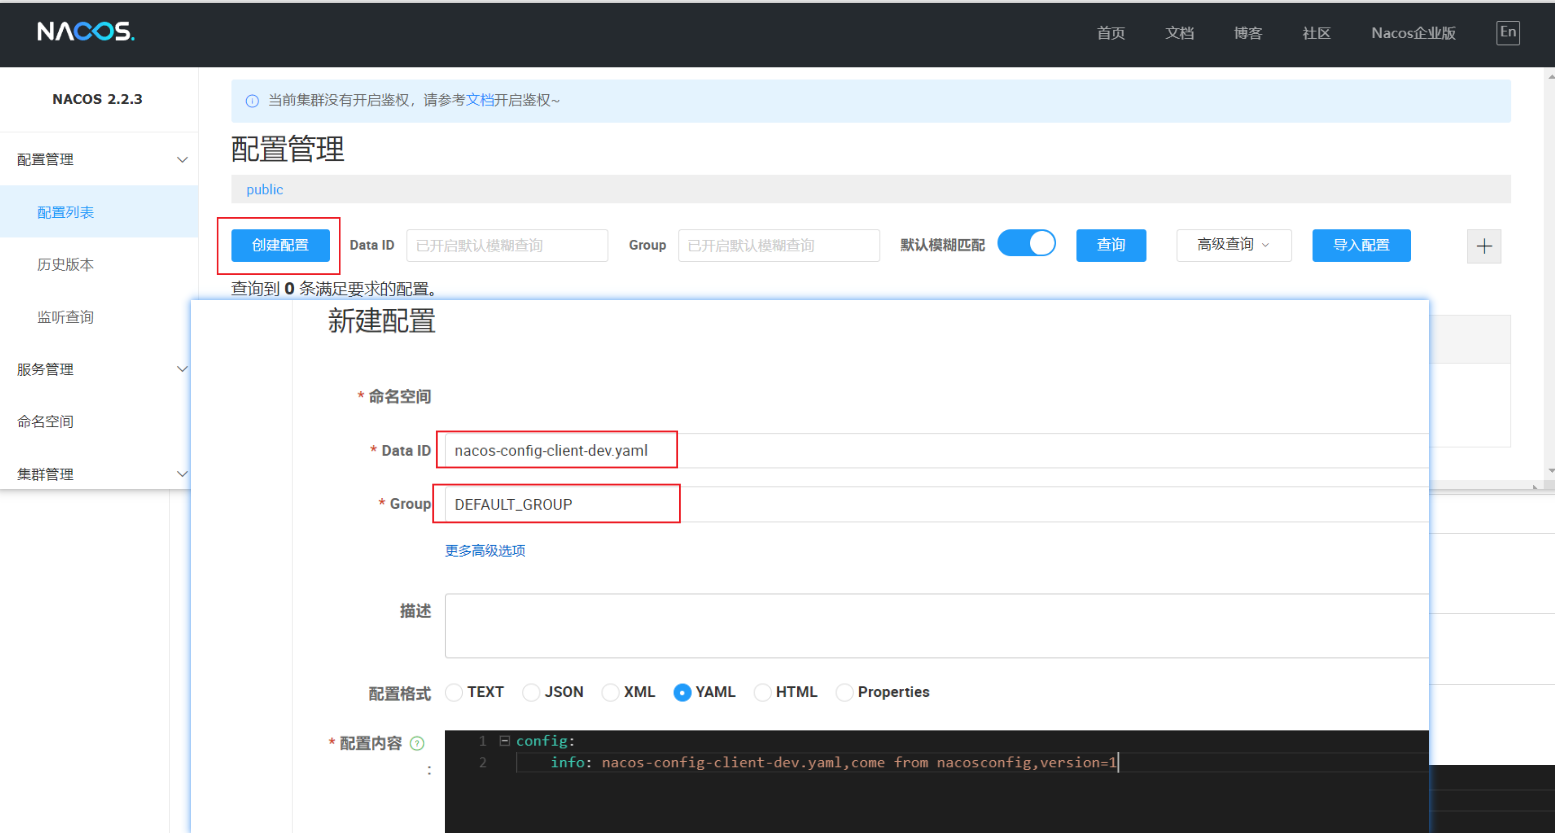 NACOS.
首页 文档 博客 社区 Nacos企业版 En
NACOS 2.2.3
当前集群没有开启鉴权，请参考文档开启鉴权~
配置管理
配置管理
public
配置列表
创建配置 Data ID 已开启默认模糊查询 Group 已开启默认模糊查询 默认模糊匹配 查询 高级查询 导入配置
历史版本
查询到 0 条满足要求的配置。
监听查询
新建配置
服务管理
* 命名空间
命名空间
* Data ID nacos-config-client-dev.yaml
集群管理
* Group DEFAULT_GROUP
更多高级选项
描述
配置格式 TEXT JSON XML YAML HTML Properties
* 配置内容 ? :
1 config:
2 info: nacos-config-client-dev.yaml,come from nacosconfig,version=1